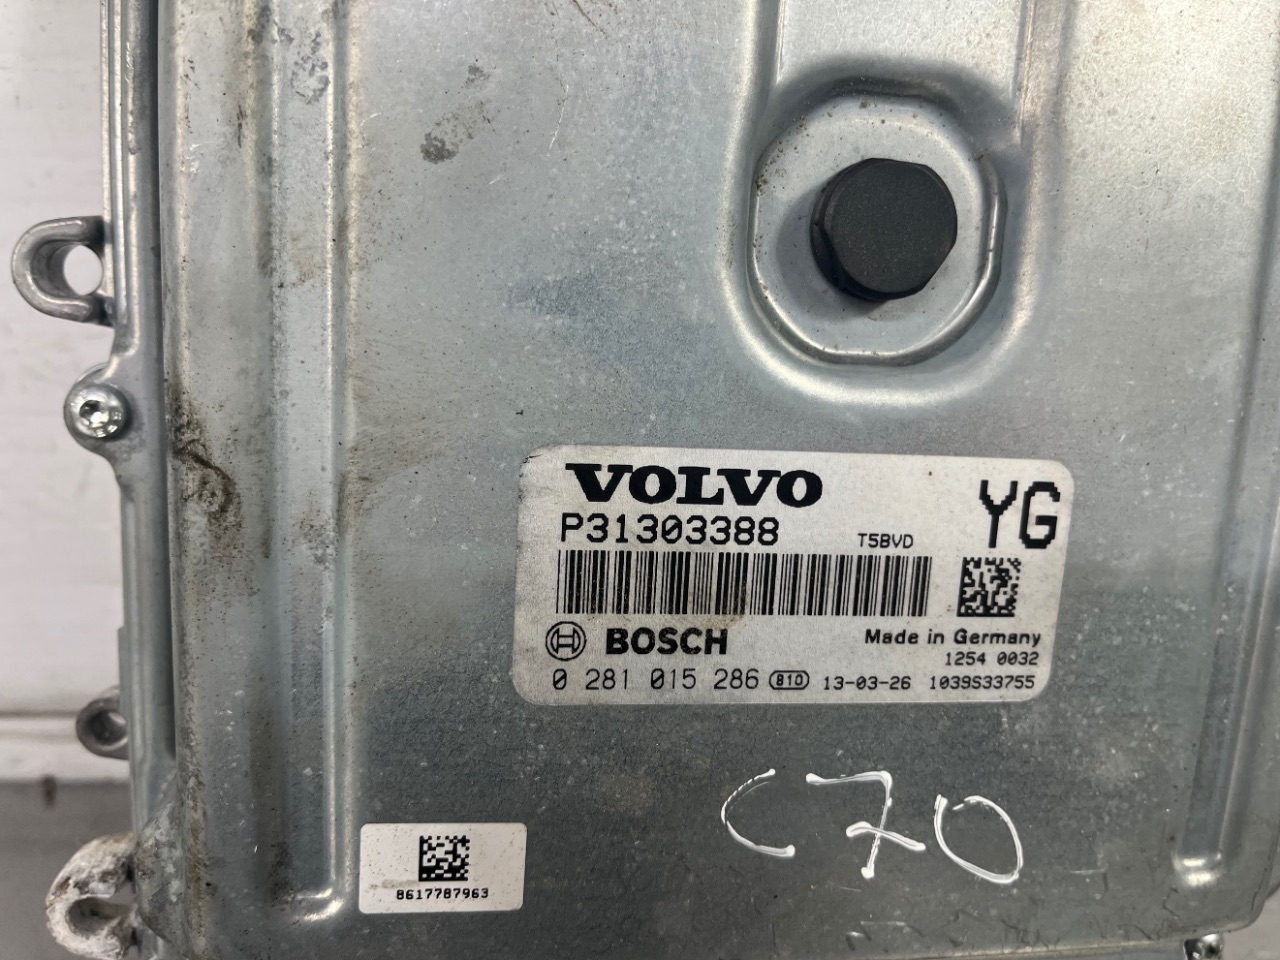 VOLVO
YG
P31303388 T5BVD
BOSCH Made in Germany
1254 0032
0 281 015 286 810 13-03-26 1039S33755
C70
8617787963